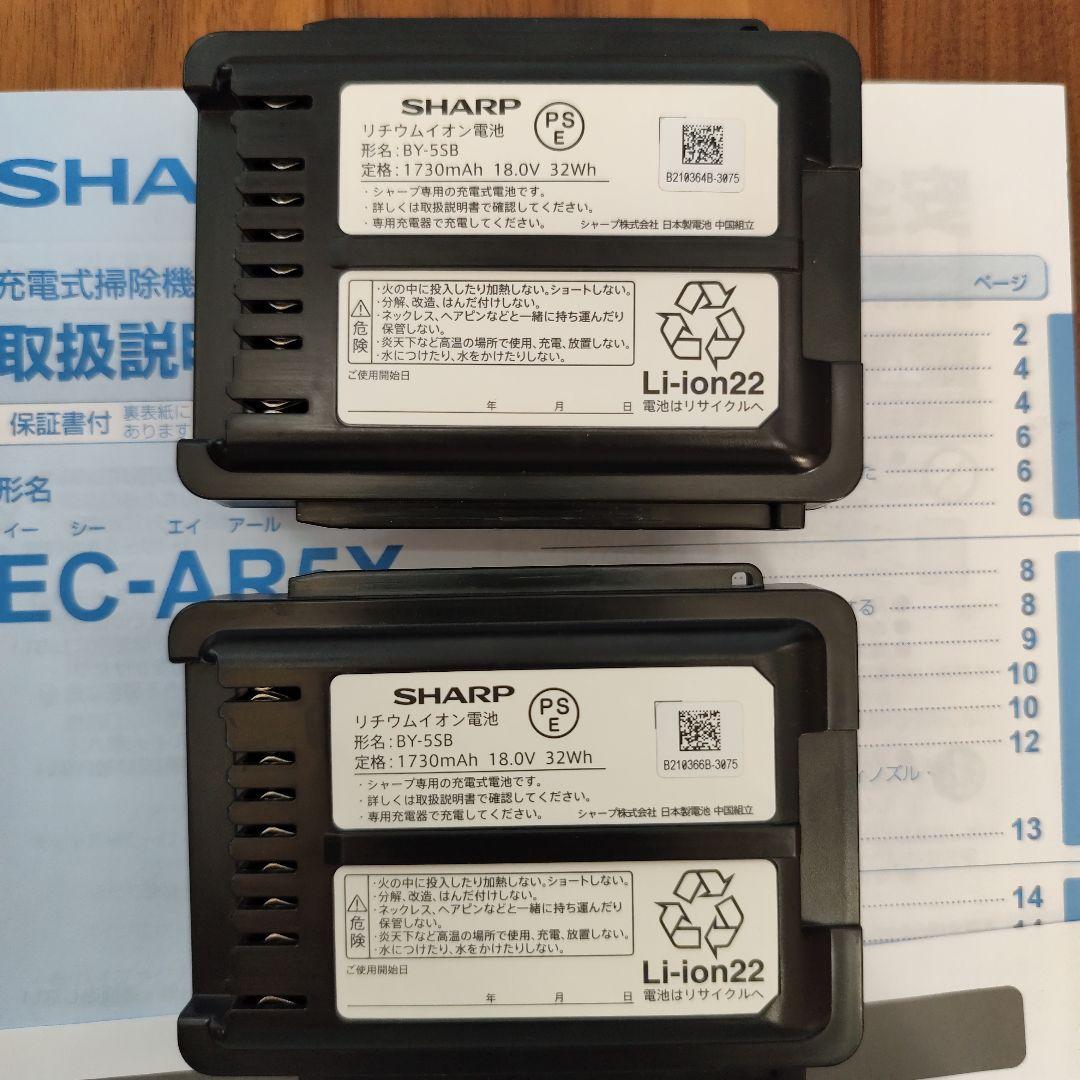 SHARP
PS
E
リチウムイオン電池
形名:BY-5SB
定格:1730mAh 18.0V 32Wh
・シャープ専用の充電式電池です。
・詳しくは取扱説明書で確認してください。
・専用充電器で充電してください。
シャープ株式会社 日本製電池 中国組立
B210364B-3075
危険
・火の中に投入したり加熱しない。ショートしない。
・分解、改造、はんだ付けしない。
・ネックレス、ヘアピンなどと一緒に持ち運んだり
保管しない。
・炎天下など高温の場所で使用、充電、放置しない。
・水につけたり、水をかけたりしない。
ご使用開始日
年 月 日
Li-ion22
電池はリサイクルへ
SHA
充電式掃除機
取扱説
保証書付
裏表紙に
あります
形名
イー シー エイ アール
EC-AR5X
ページ
2
4
4
6
6
6
8
する 8
9
10
10
12
ィノズル・
13
14
SHARP
PS
E
リチウムイオン電池
形名:BY-5SB
定格:1730mAh 18.0V 32Wh
・シャープ専用の充電式電池です。
・詳しくは取扱説明書で確認してください。
・専用充電器で充電してください。
シャープ株式会社 日本製電池 中国組立
B210366B-3075
危険
・火の中に投入したり加熱しない。ショートしない。
・分解、改造、はんだ付けしない。
・ネックレス、ヘアピンなどと一緒に持ち運んだり
保管しない。
・炎天下など高温の場所で使用、充電、放置しない。
・水につけたり、水をかけたりしない。
ご使用開始日
年 月 日
Li-ion22
電池はリサイクルへ